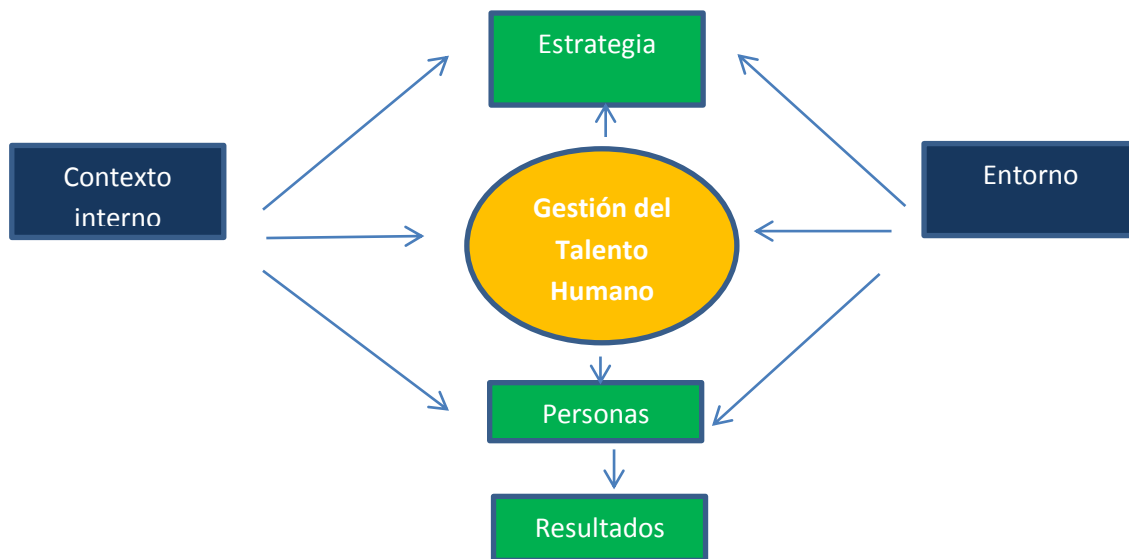 Estrategia
Contexto
interno
Entorno
Gestión del
Talento
Humano
Personas
Resultados